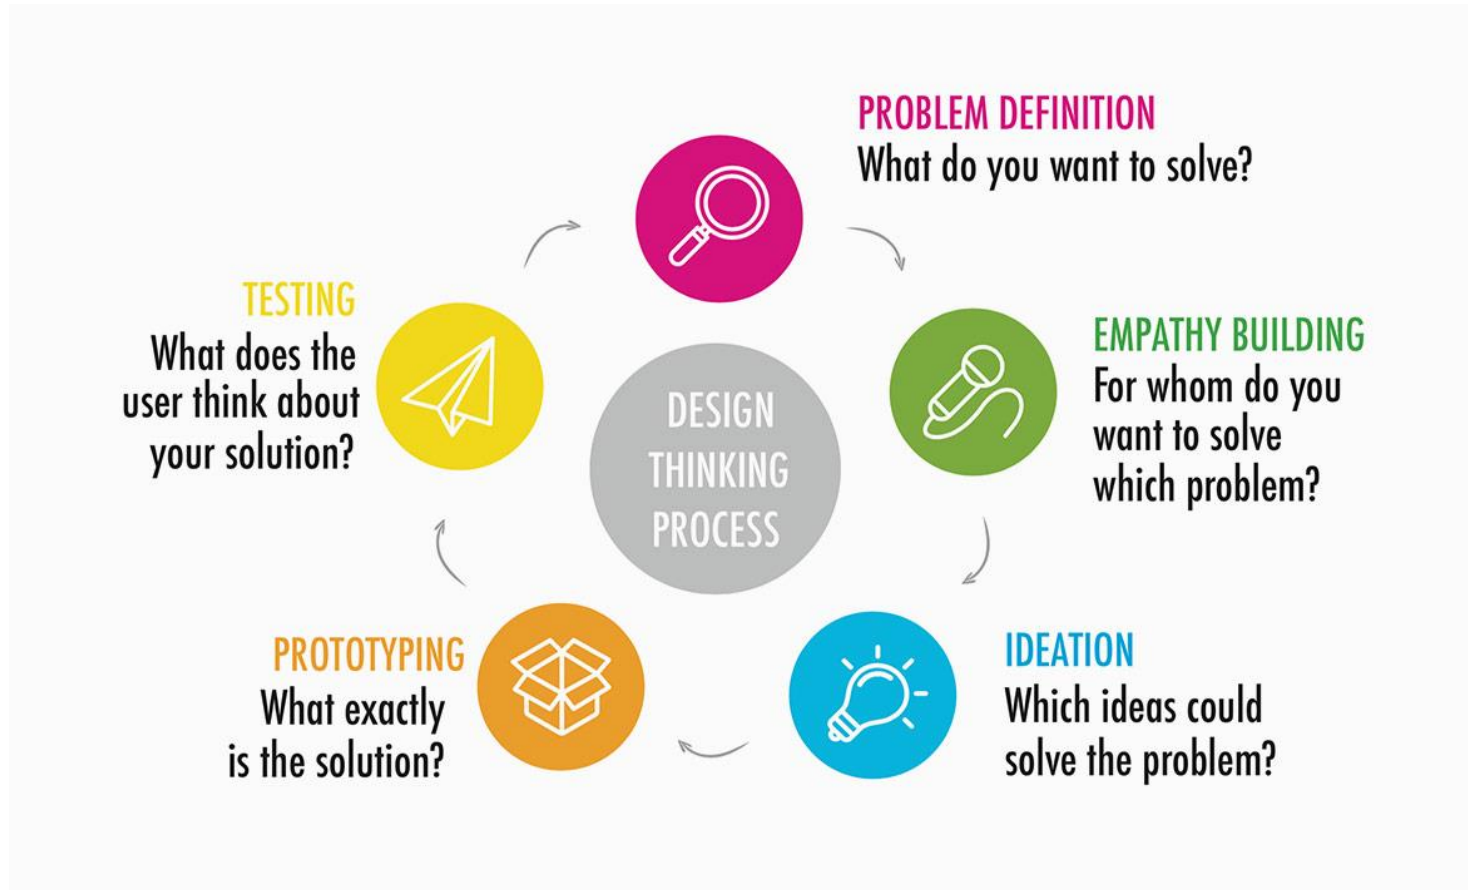 PROBLEM DEFINITION
What do you want to solve?
EMPATHY BUILDING
For whom do you
want to solve
which problem?
IDEATION
Which ideas could
solve the problem?
PROTOTYPING
What exactly
is the solution?
TESTING
What does the
user think about
your solution?
DESIGN
THINKING
PROCESS